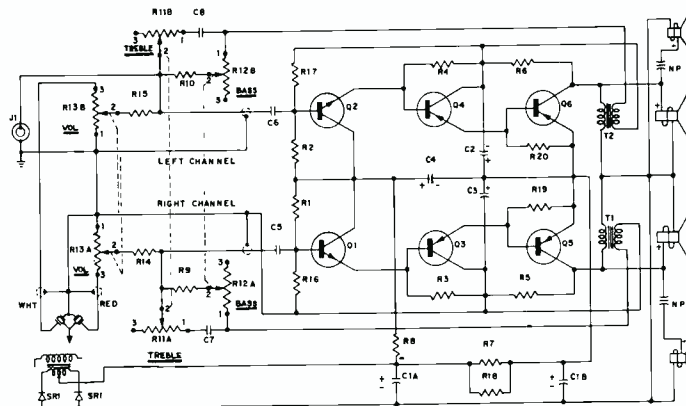 R11B C8
3 1
TREBLE 2
1
R17 R4 R6
3 R15 R10 2 R12B
R13B 2 BASS Q2 Q4 Q6 NP
J1 VOL 3 C6
1 R2 C2 R20 T2
LEFT CHANNEL C4
RIGHT CHANNEL C3 R19
1 R1 T1
R13A 2 R14 C5 Q1 Q3 Q5
VOL R9 3
3 2 R12A R16 R3 R5
WHT RED 1 BASS NP
3 1
R11A C7
TREBLE R8 R7
R18
C1A C1B
SR1 SR1